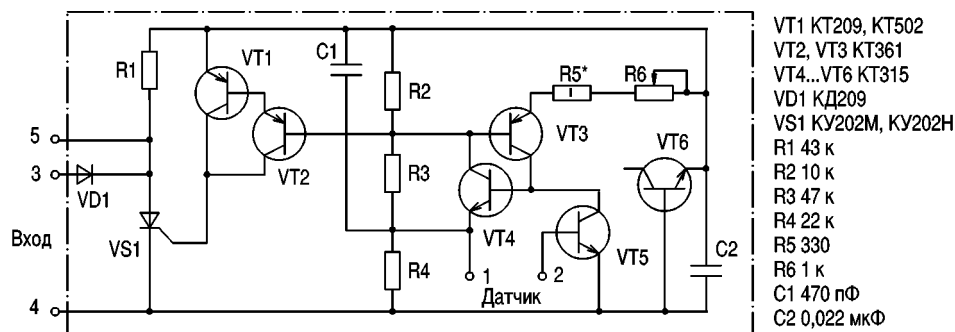 R1
VT1
C1
R2
R5*
R6
VT3
VT6
5
3
VD1
VT2
R3
Вход
VS1
VT4
VT5
C2
R4
1
2
Датчик
4
VT1 КТ209, КТ502
VT2, VT3 КТ361
VT4...VT6 КТ315
VD1 КД209
VS1 КУ202М, КУ202Н
R1 43 к
R2 10 к
R3 47 к
R4 22 к
R5 330
R6 1 к
C1 470 пФ
C2 0,022 мкФ